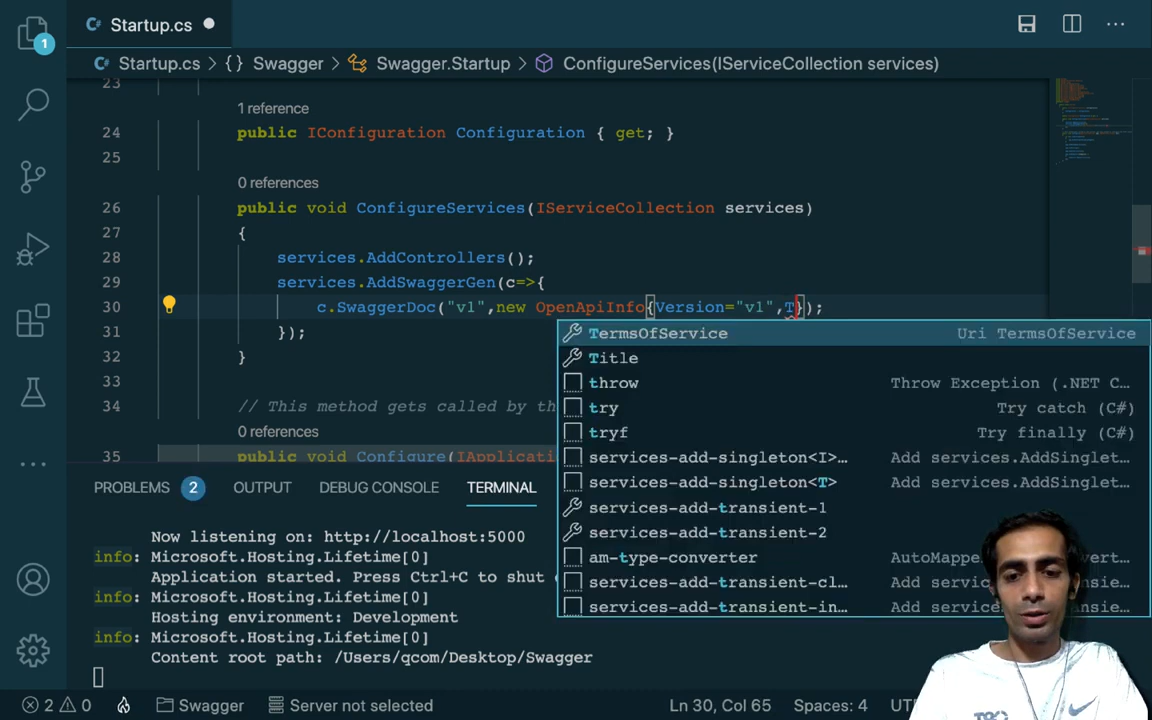 Startup.cs
1
Startup.cs > {} Swagger > Swagger.Startup > ConfigureServices(IServiceCollection services)
23
1 reference
24 public IConfiguration Configuration { get; }
25
0 references
26 public void ConfigureServices(IServiceCollection services)
27 {
28 services.AddControllers();
29 services.AddSwaggerGen(c=>{
30 c.SwaggerDoc("v1",new OpenApiInfo{Version="v1",T});
31 });
32 }
33
34 // This method gets called by th
0 references
35 public void Configure(IApplication
TermsOfService Uri TermsOfService
Title
throw Throw Exception (.NET C…
try Try catch (C#)
tryf Try finally (C#)
services-add-singleton<I>… Add services.AddSinglet…
services-add-singleton<T> Add services.AddSinglet…
services-add-transient-1
services-add-transient-2
am-type-converter AutoMappe
services-add-transient-cl…
services-add-transient-in…
PROBLEMS 2 OUTPUT DEBUG CONSOLE TERMINAL
Now listening on: http://localhost:5000
info: Microsoft.Hosting.Lifetime[0]
Application started. Press Ctrl+C to shut
info: Microsoft.Hosting.Lifetime[0]
Hosting environment: Development
info: Microsoft.Hosting.Lifetime[0]
Content root path: /Users/qcom/Desktop/Swagger
2 0 Swagger Server not selected Ln 30, Col 65 Spaces: 4